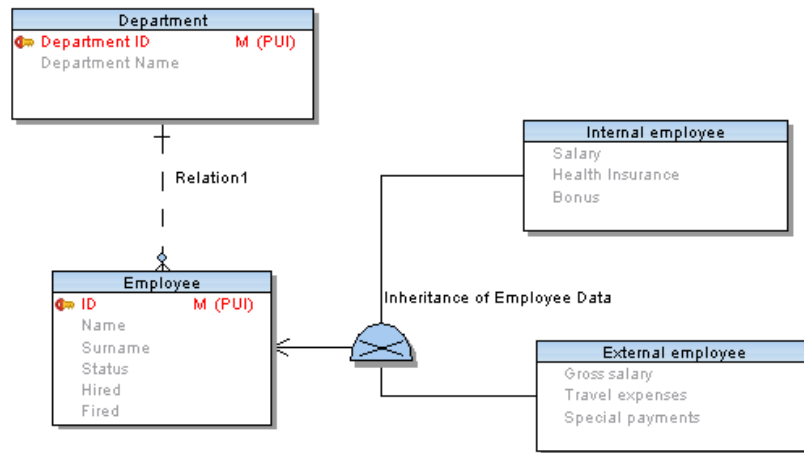 Department
Department ID M (PUI)
Department Name
Relation1
Employee
ID M (PUI)
Name
Surname
Status
Hired
Fired
Inheritance of Employee Data
Internal employee
Salary
Health Insurance
Bonus
External employee
Gross salary
Travel expenses
Special payments